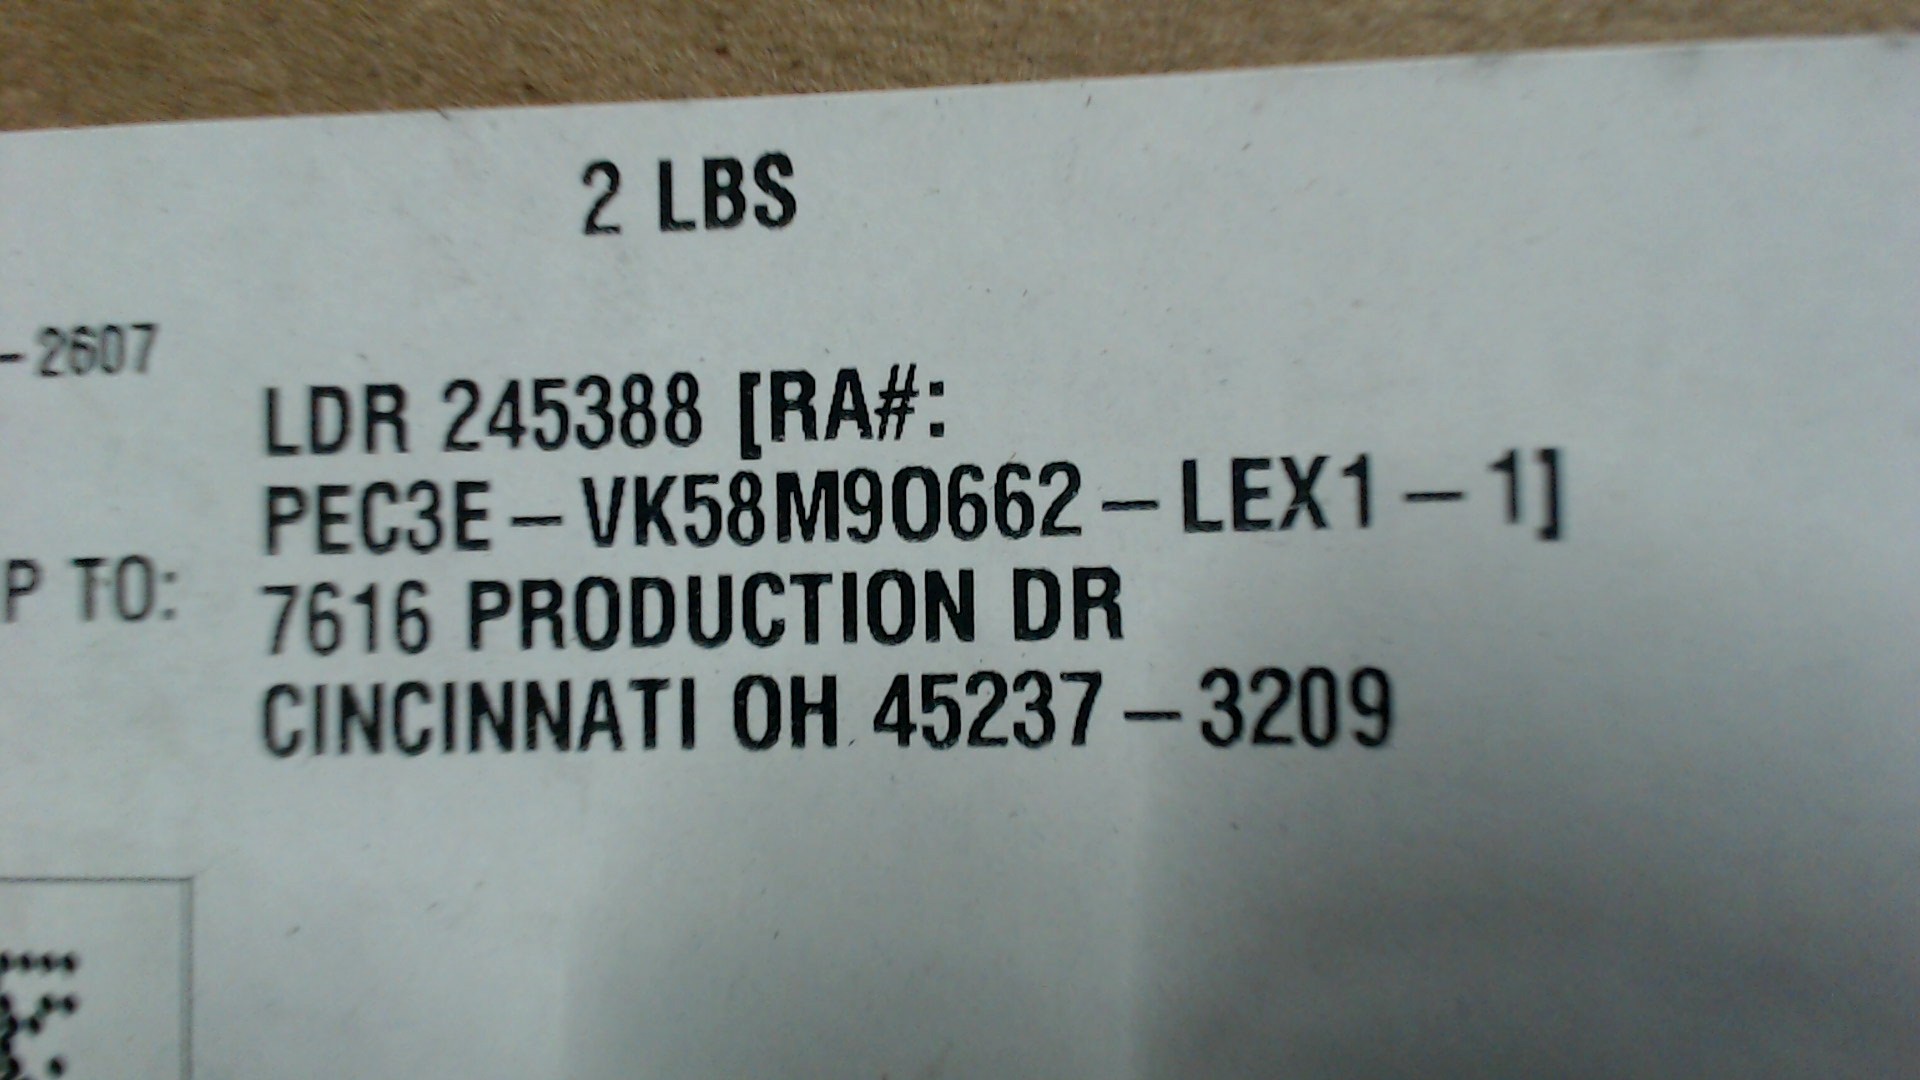 2 LBS
-2607
LDR 245388 [RA#:
PEC3E-VK58M90662-LEX1-1]
P TO:
7616 PRODUCTION DR
CINCINNATI OH 45237-3209